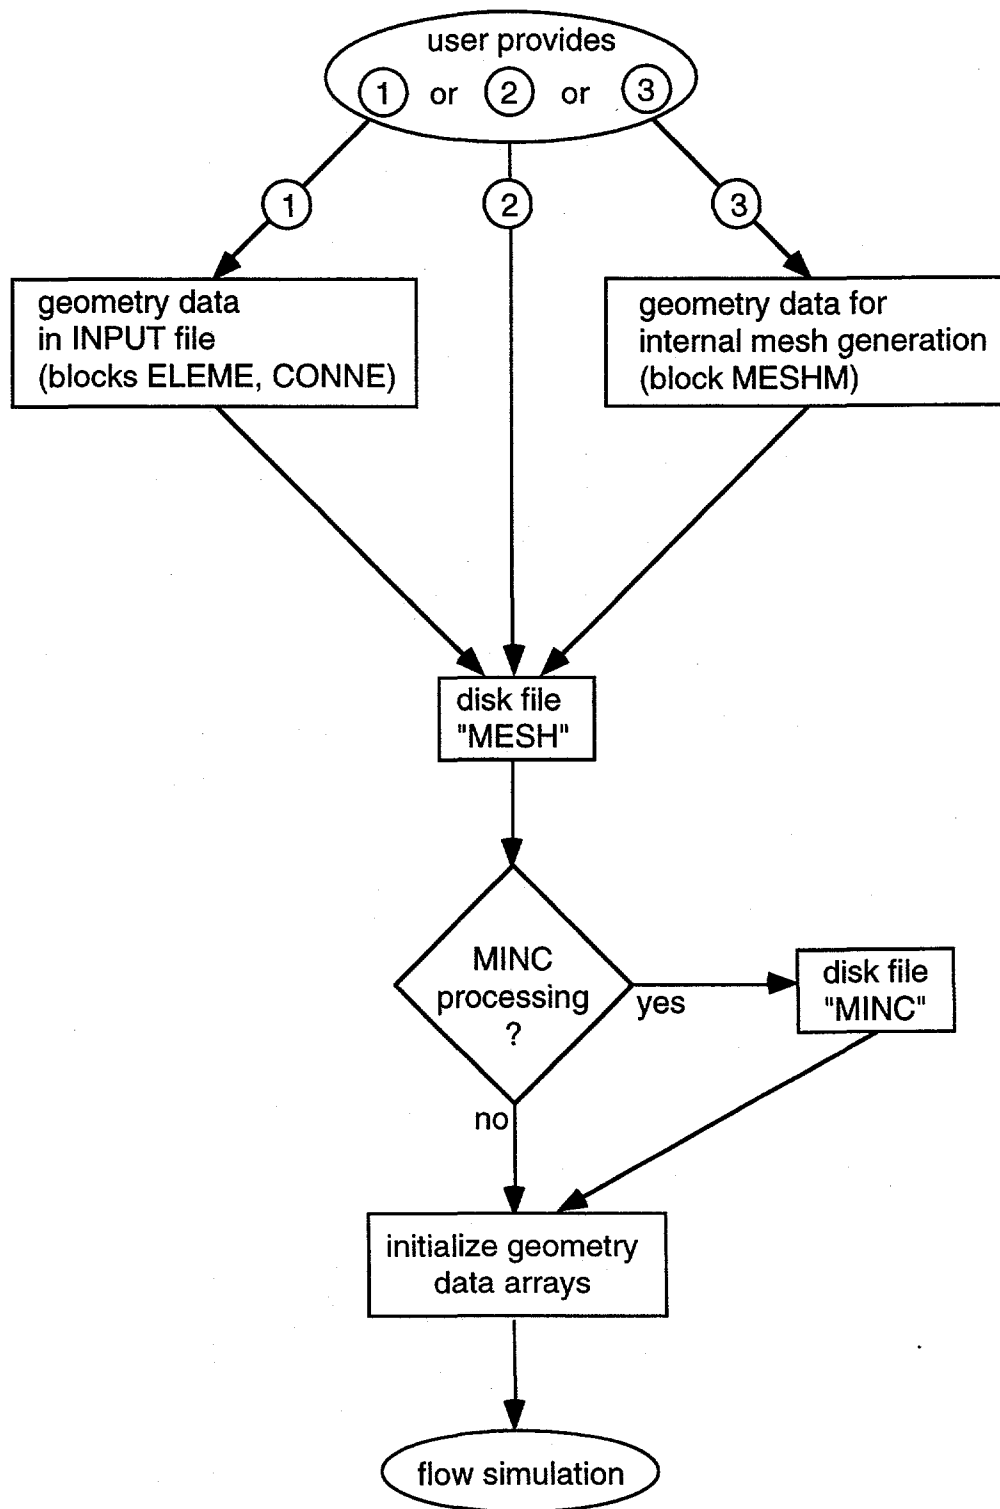 user provides
1 or 2 or 3
1
2
3
geometry data
in INPUT file
(blocks ELEME, CONNE)
geometry data for
internal mesh generation
(block MESHM)
disk file
"MESH"
MINC
processing
?
yes
disk file
"MINC"
no
initialize geometry
data arrays
flow simulation